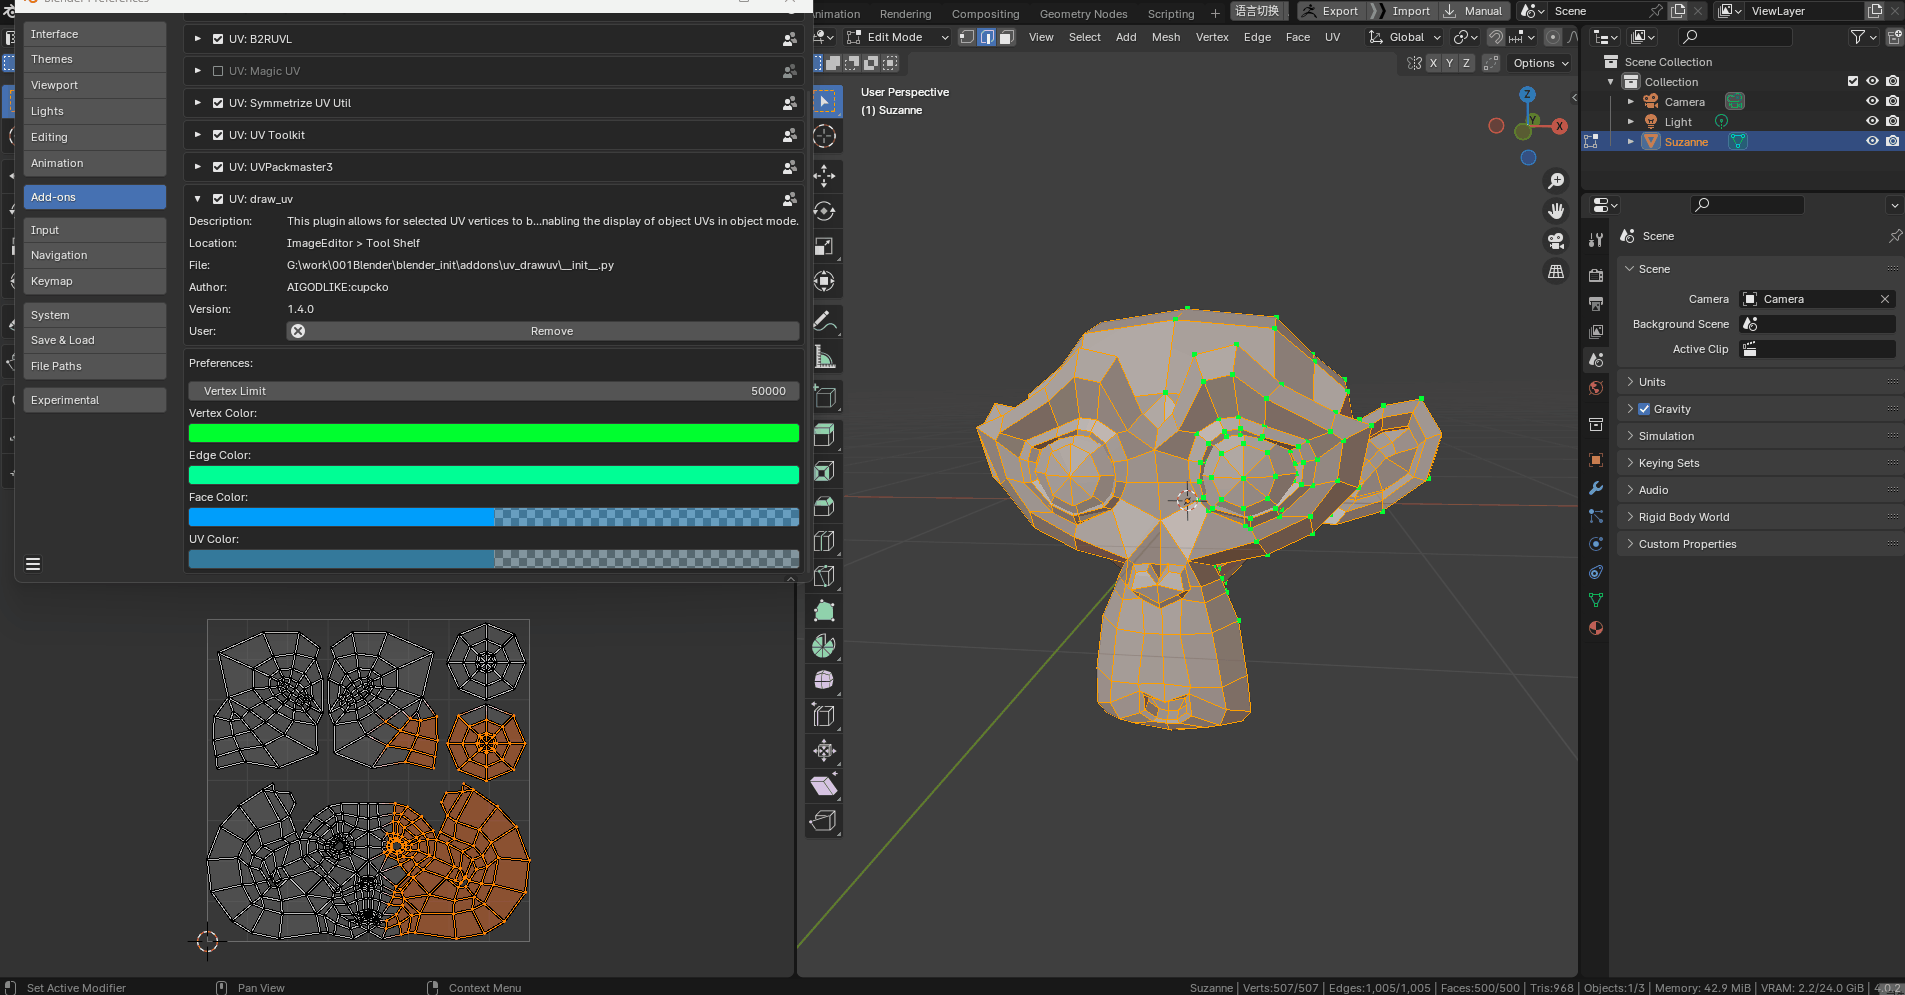 Blender Preferences
Interface
Themes
Viewport
Lights
Editing
Animation
Add-ons
Input
Navigation
Keymap
System
Save & Load
File Paths
Experimental
UV: B2RUVL
UV: Magic UV
UV: Symmetrize UV Util
UV: UV Toolkit
UV: UVPackmaster3
UV: draw_uv
Description: This plugin allows for selected UV vertices to b...nabling the display of object UVs in object mode.
Location: ImageEditor > Tool Shelf
File: G:\work\001Blender\blender_init\addons\uv_drawuv\__init__.py
Author: AIGODLIKE:cupcko
Version: 1.4.0
User: Remove
Preferences:
Vertex Limit 50000
Vertex Color:
Edge Color:
Face Color:
UV Color:
Animation Rendering Compositing Geometry Nodes Scripting + 语言切换 Export Import Manual Scene ViewLayer
Edit Mode View Select Add Mesh Vertex Edge Face UV Global
X Y Z Options
User Perspective
(1) Suzanne
Z
Y
X
Scene Collection
Collection
Camera
Light
Suzanne
Scene
Scene
Camera Camera
Background Scene
Active Clip
Units
Gravity
Simulation
Keying Sets
Audio
Rigid Body World
Custom Properties
Set Active Modifier Pan View Context Menu Suzanne | Verts:507/507 | Edges:1,005/1,005 | Faces:500/500 | Tris:968 | Objects:1/3 | Memory: 42.9 MiB | VRAM: 2.2/24.0 GiB | 4.0.2